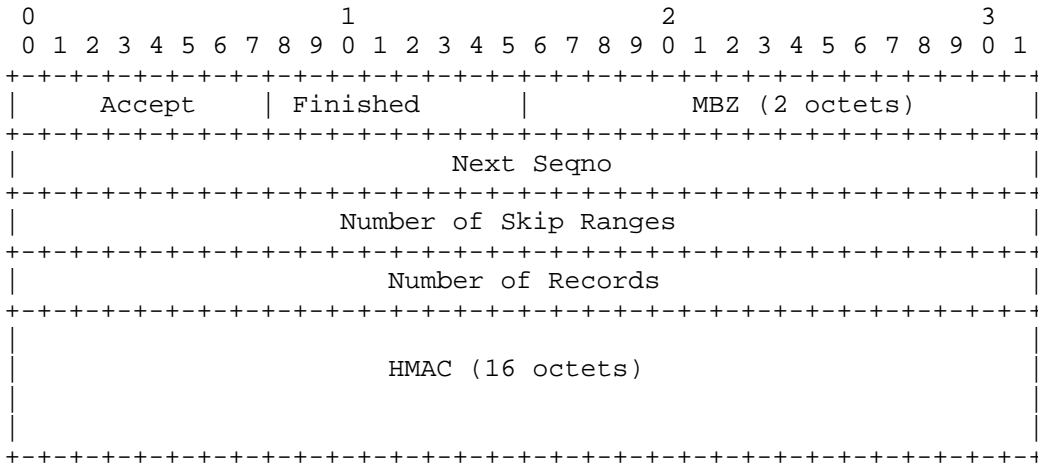 0                   1                   2                   3
0 1 2 3 4 5 6 7 8 9 0 1 2 3 4 5 6 7 8 9 0 1 2 3 4 5 6 7 8 9 0 1
+-+-+-+-+-+-+-+-+-+-+-+-+-+-+-+-+-+-+-+-+-+-+-+-+-+-+-+-+-+-+-+-+
|     Accept    | Finished      |          MBZ (2 octets)       |
+-+-+-+-+-+-+-+-+-+-+-+-+-+-+-+-+-+-+-+-+-+-+-+-+-+-+-+-+-+-+-+-+
|                           Next Seqno                          |
+-+-+-+-+-+-+-+-+-+-+-+-+-+-+-+-+-+-+-+-+-+-+-+-+-+-+-+-+-+-+-+-+
|                    Number of Skip Ranges                      |
+-+-+-+-+-+-+-+-+-+-+-+-+-+-+-+-+-+-+-+-+-+-+-+-+-+-+-+-+-+-+-+-+
|                       Number of Records                       |
+-+-+-+-+-+-+-+-+-+-+-+-+-+-+-+-+-+-+-+-+-+-+-+-+-+-+-+-+-+-+-+-+
|                                                               |
|                       HMAC (16 octets)                        |
|                                                               |
|                                                               |
+-+-+-+-+-+-+-+-+-+-+-+-+-+-+-+-+-+-+-+-+-+-+-+-+-+-+-+-+-+-+-+-+